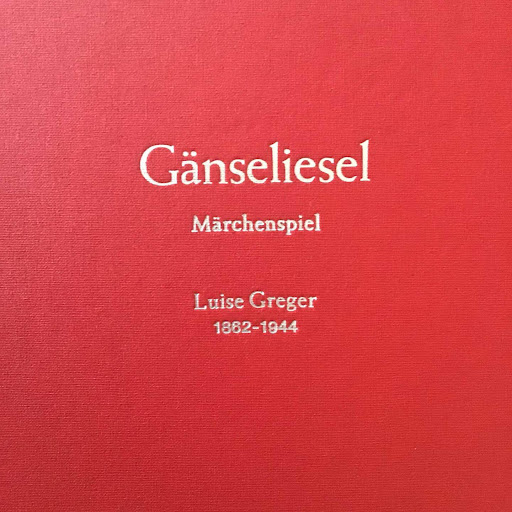 Gänseliesel
Märchenspiel
Luise Greger
1862-1944